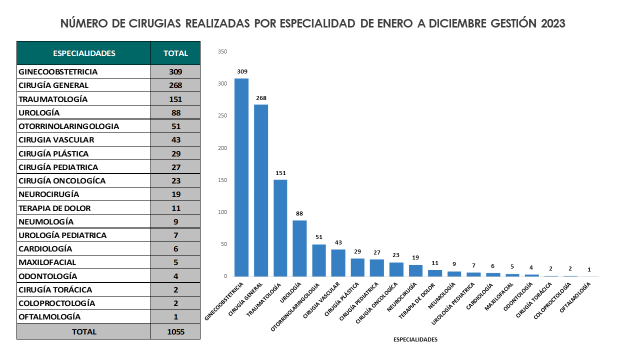 NÚMERO DE CIRUGIAS REALIZADAS POR ESPECIALIDAD DE ENERO A DICIEMBRE GESTIÓN 2023
ESPECIALIDADES TOTAL
GINECOOBSTETRICIA 309
CIRUGÍA GENERAL 268
TRAUMATOLOGÍA 151
UROLOGÍA 88
OTORRINOLARINGOLOGIA 51
CIRUGIA VASCULAR 43
CIRUGÍA PLÁSTICA 29
CIRUGÍA PEDIATRICA 27
CIRUGÍA ONCOLOGÍCA 23
NEUROCIRUGÍA 19
TERAPIA DE DOLOR 11
NEUMOLOGÍA 9
UROLOGÍA PEDIATRICA 7
CARDIOLOGÍA 6
MAXILOFACIAL 5
ODONTOLOGÍA 4
CIRUGÍA TORÁCICA 2
COLOPROCTOLOGÍA 2
OFTALMOLOGÍA 1
TOTAL 1055
350
300
250
200
150
100
50
0
309
268
151
88
51
43
29
27
23
19
11
9
7
6
5
4
2
2
1
GINECOOBSTETRICIA
CIRUGÍA GENERAL
TRAUMATOLOGÍA
UROLOGÍA
OTORRINOLARINGOLOGIA
CIRUGIA VASCULAR
CIRUGÍA PLÁSTICA
CIRUGÍA PEDIATRICA
CIRUGÍA ONCOLOGÍCA
NEUROCIRUGÍA
TERAPIA DE DOLOR
NEUMOLOGÍA
UROLOGÍA PEDIATRICA
CARDIOLOGÍA
MAXILOFACIAL
ODONTOLOGÍA
CIRUGÍA TORÁCICA
COLOPROCTOLOGÍA
OFTALMOLOGÍA
ESPECIALIDADES